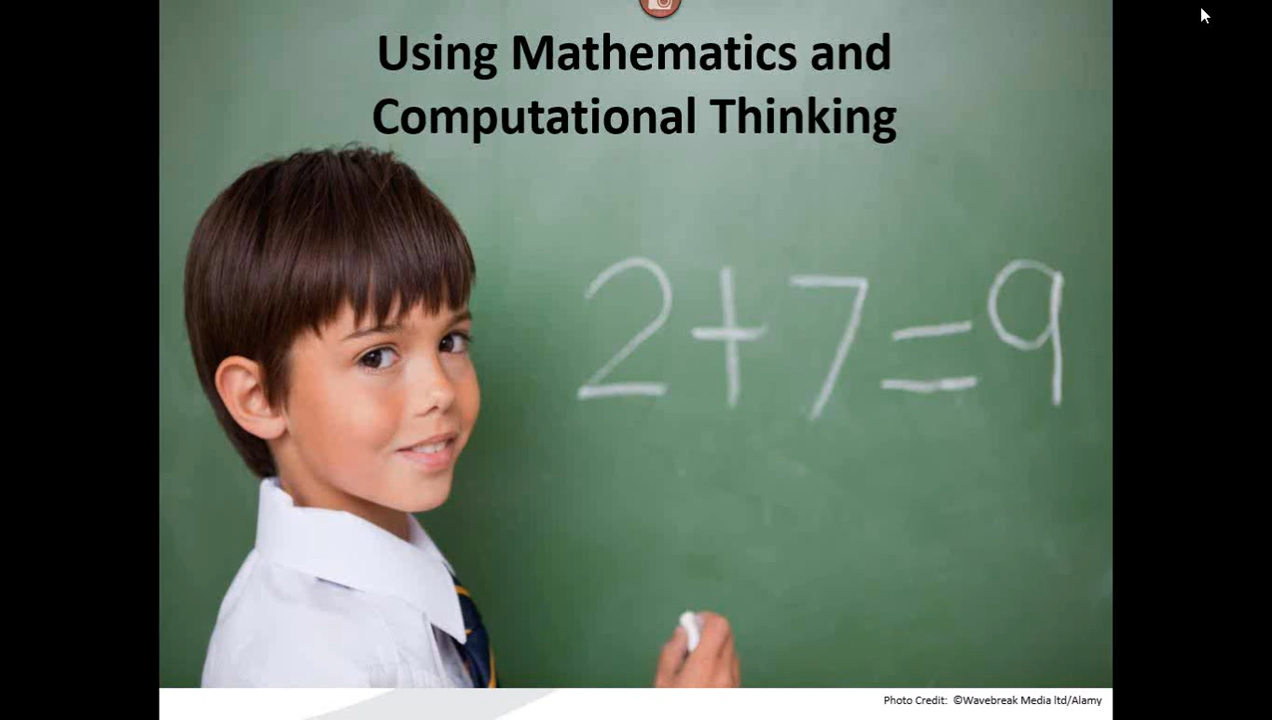 Using Mathematics and
Computational Thinking
2+7=9
Photo Credit: ©Wavebreak Media ltd/Alamy